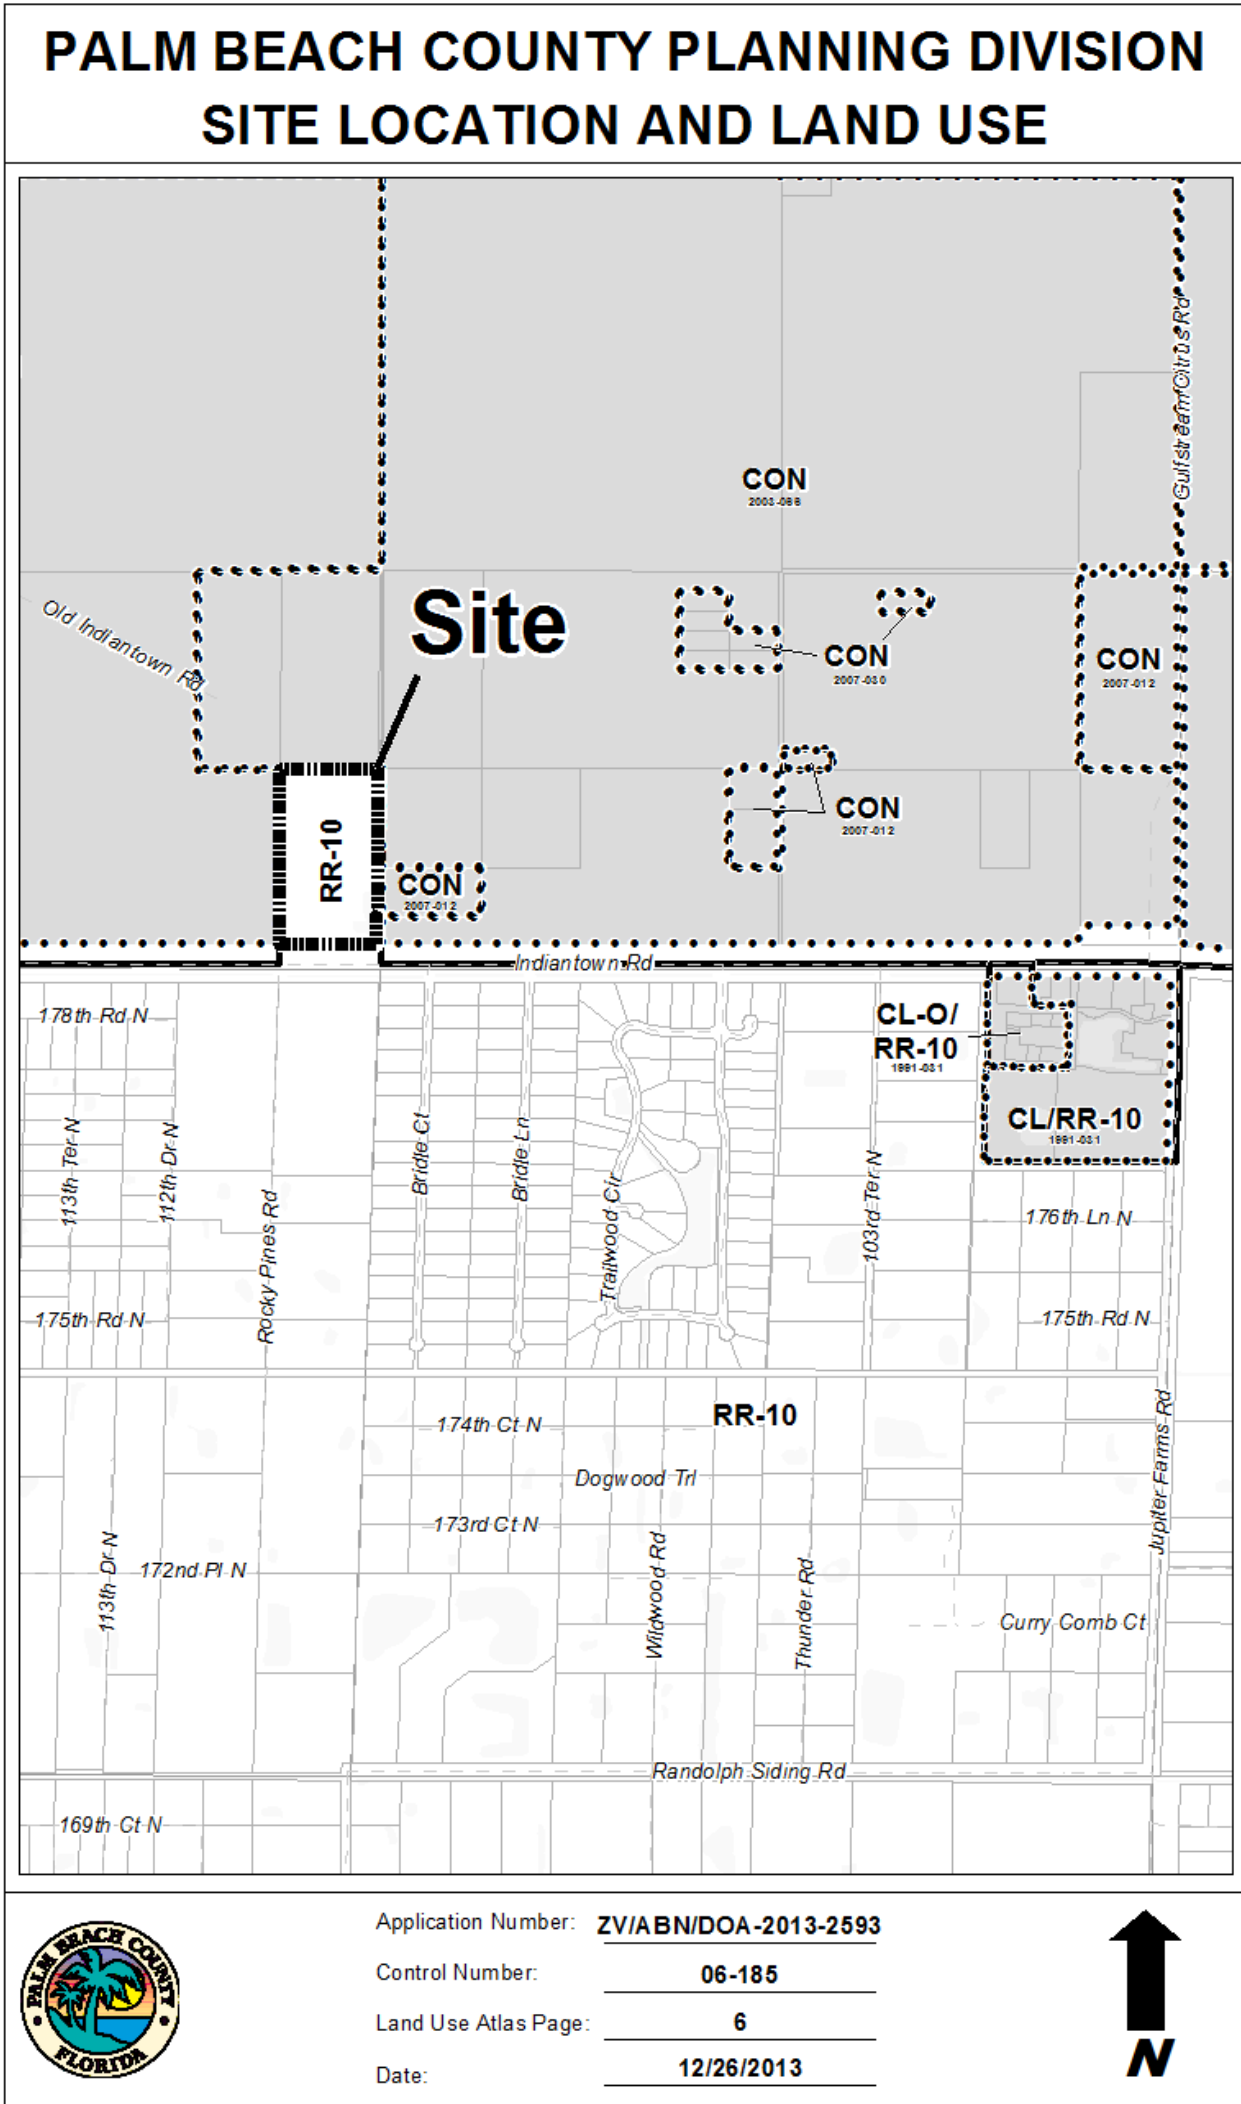 PALM BEACH COUNTY PLANNING DIVISION
SITE LOCATION AND LAND USE
Gulfstream Citrus Rd
CON
2003-066
Old Indiantown Rd
Site
CON
2007-030
CON
2007-012
CON
2007-012
RR-10
CON
2007-012
Indiantown Rd
178th Rd N
CL-O/
RR-10
1991-031
CL/RR-10
1991-031
113th Ter N
112th Dr N
Rocky Pines Rd
Bridle Ct
Bridle Ln
Trailwood Cir
103rd Ter N
176th Ln N
175th Rd N
175th Rd N
RR-10
174th Ct N
Dogwood Trl
173rd Ct N
Jupiter Farms Rd
113th Dr N
172nd Pl N
Wildwood Rd
Thunder Rd
Curry Comb Ct
Randolph Siding Rd
169th Ct N
PALM BEACH COUNTY
FLORIDA
Application Number: ZV/ABN/DOA-2013-2593
Control Number: 06-185
Land Use Atlas Page: 6
Date: 12/26/2013
N